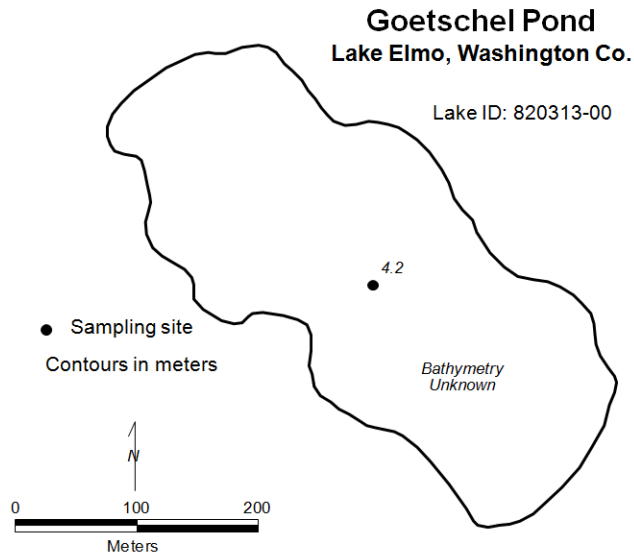 Goetschel Pond
Lake Elmo, Washington Co.
Lake ID: 820313-00
4.2
Sampling site
Contours in meters
Bathymetry
Unknown
N
0 100 200
Meters